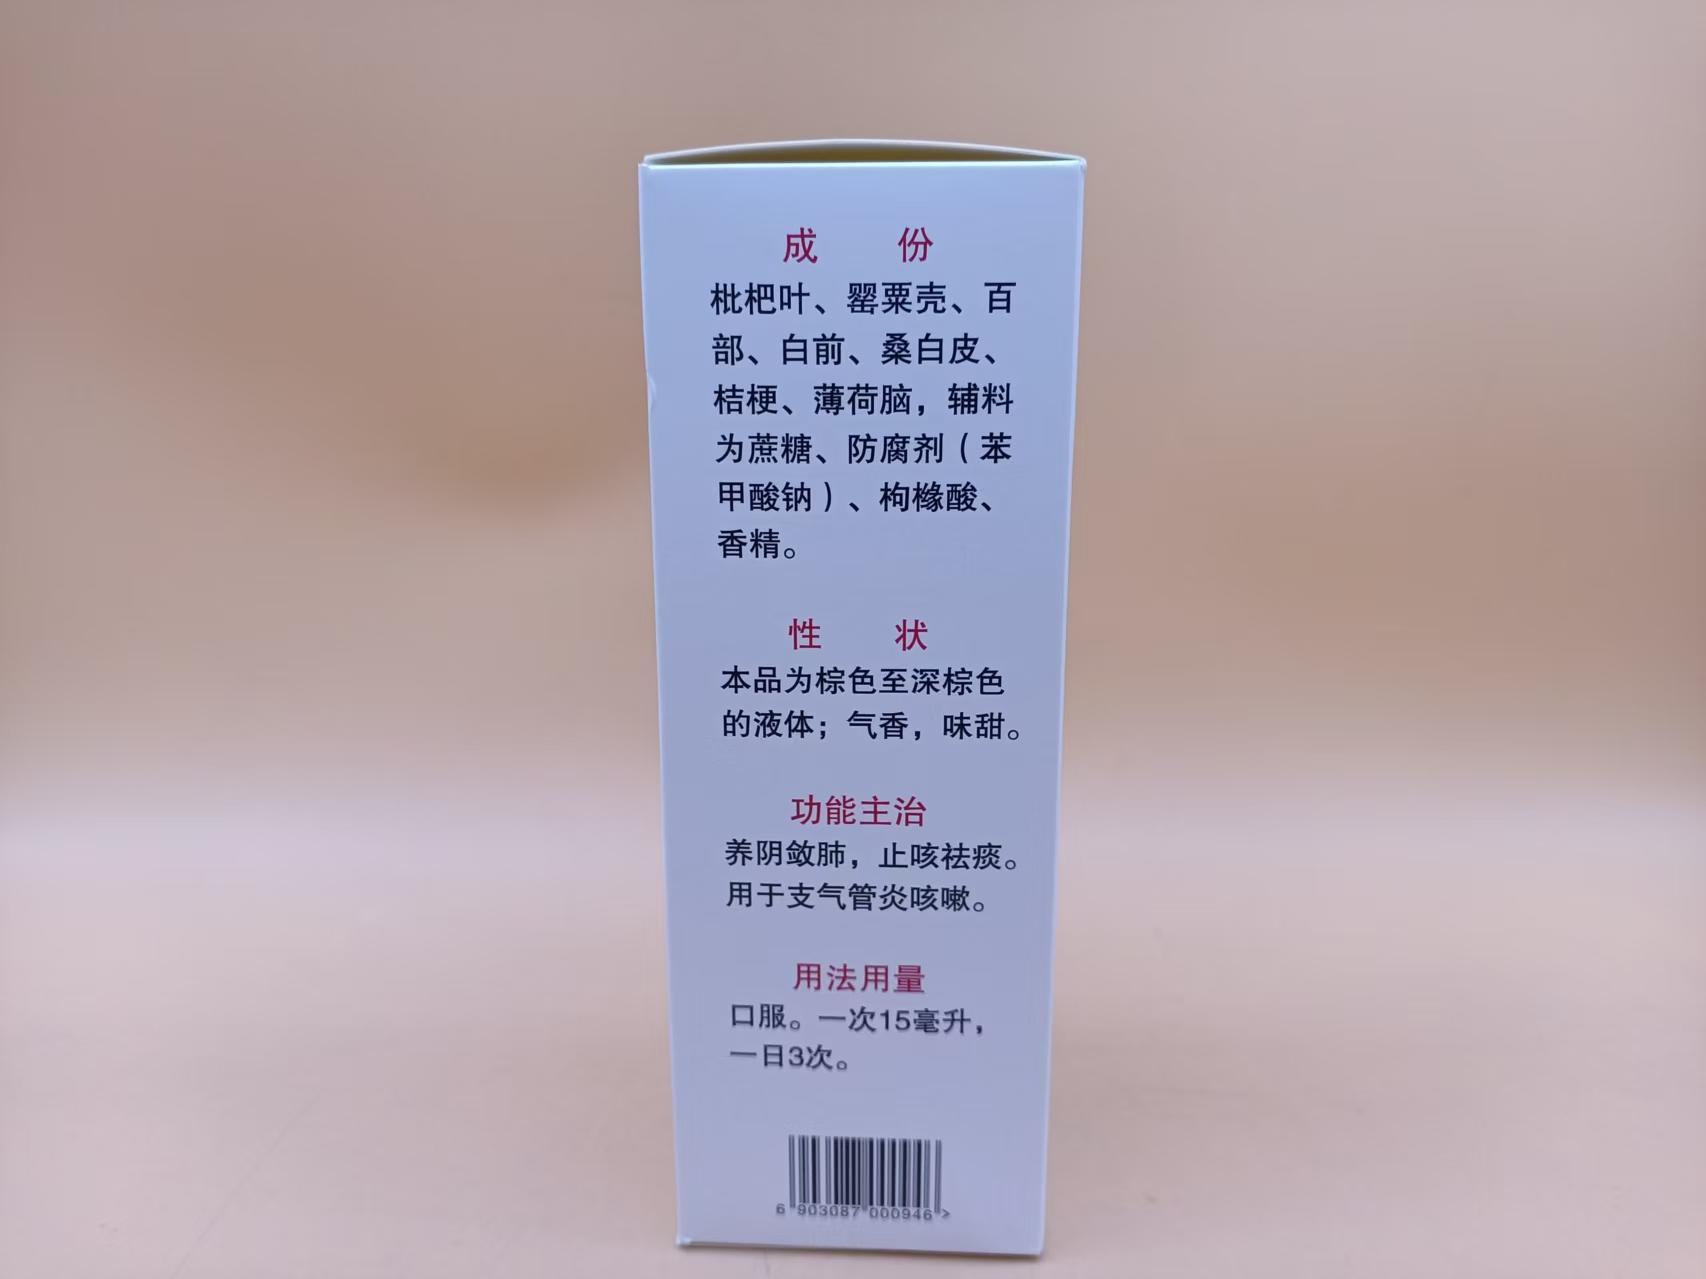 成 份
枇杷叶、罂粟壳、百
部、白前、桑白皮、
桔梗、薄荷脑，辅料
为蔗糖、防腐剂（苯
甲酸钠）、枸橼酸、
香精。
性 状
本品为棕色至深棕色
的液体；气香，味甜。
功能主治
养阴敛肺，止咳祛痰。
用于支气管炎咳嗽。
用法用量
口服。一次15毫升，
一日3次。
6 903087 000946 >